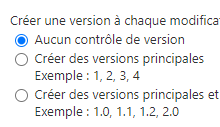 Créer une version à chaque modifica
Aucun contrôle de version
Créer des versions principales
Exemple : 1, 2, 3, 4
Créer des versions principales et
Exemple : 1.0, 1.1, 1.2, 2.0